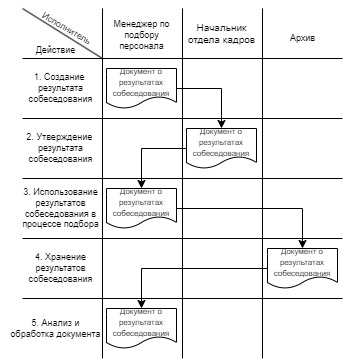 Исполнитель
Действие
Менеджер по
подбору
персонала
Начальник
отдела кадров
Архив
1. Создание
результата
собеседования
Документ о
результатах
собеседования
2. Утверждение
результата
собеседования
Документ о
результатах
собеседования
3. Использование
результатов
собеседования в
процессе подбора
Документ о
результатах
собеседования
4. Хранение
результатов
собеседования
Документ о
результатах
собеседования
5. Анализ и
обработка документа
Документ о
результатах
собеседования